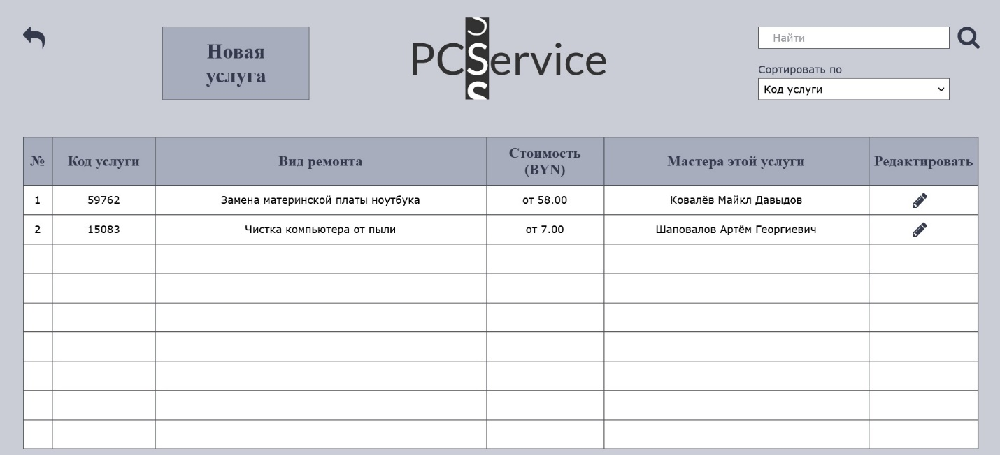 Новая
услуга
PCService
Найти
Сортировать по
Код услуги
№ Код услуги Вид ремонта Стоимость (BYN) Мастера этой услуги Редактировать
1 59762 Замена материнской платы ноутбука от 58.00 Ковалёв Майкл Давыдов
2 15083 Чистка компьютера от пыли от 7.00 Шаповалов Артём Георгиевич